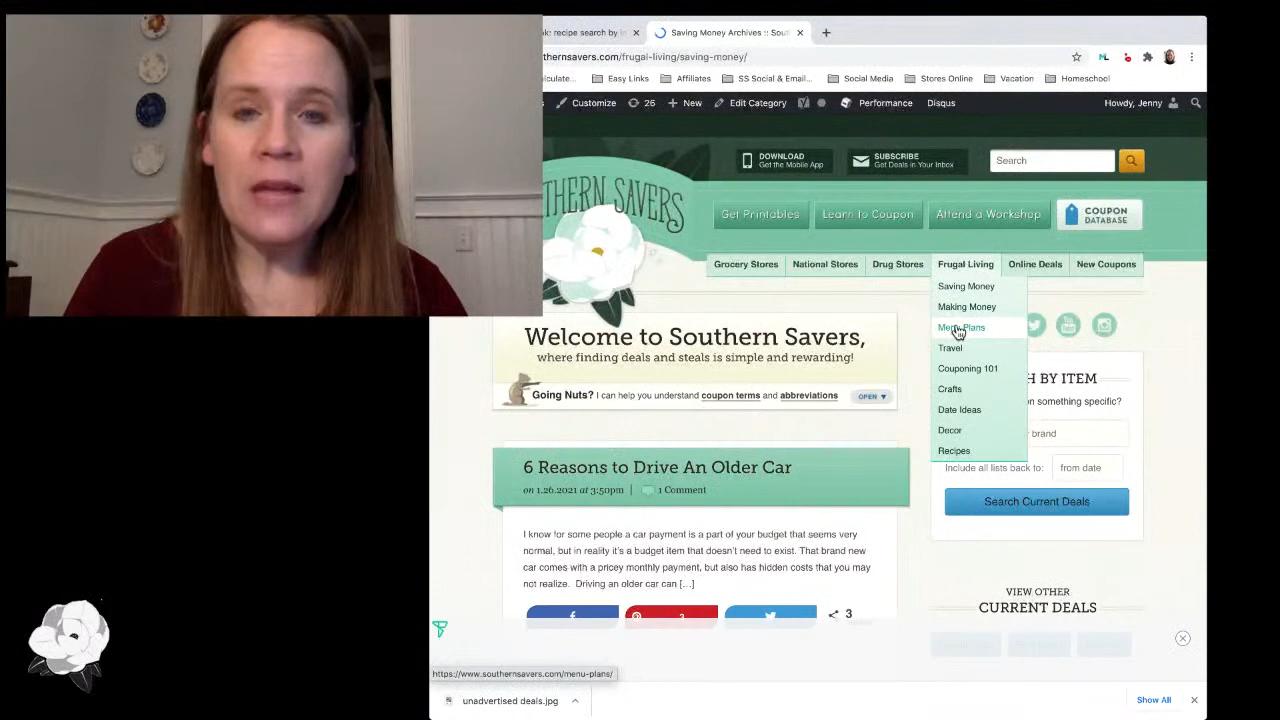 k: recipe search by i
Saving Money Archives :: Sout
thernsavers.com/frugal-living/saving-money/
alculate...
Easy Links
Affiliates
SS Social & Email...
Social Media
Stores Online
Vacation
Homeschool
Customize
26
New
Edit Category
Performance
Disqus
Howdy, Jenny
DOWNLOAD
Get the Mobile App
SUBSCRIBE
Get Deals in Your Inbox
Search
THERN SAVERS
Get Printables
Learn to Coupon
Attend a Workshop
COUPON
DATABASE
Grocery Stores
National Stores
Drug Stores
Frugal Living
Online Deals
New Coupons
Saving Money
Making Money
Menu Plans
Travel
Couponing 101
Crafts
Date Ideas
Decor
Recipes
Welcome to Southern Savers,
where finding deals and steals is simple and rewarding!
Going Nuts? I can help you understand coupon terms and abbreviations
OPEN
H BY ITEM
on something specific?
r brand
Include all lists back to:
from date
Search Current Deals
6 Reasons to Drive An Older Car
on 1.26.2021 at 3:50pm | 1 Comment
I know for some people a car payment is a part of your budget that seems very
normal, but in reality it's a budget item that doesn't need to exist. That brand new
car comes with a pricey monthly payment, but also has hidden costs that you may
not realize. Driving an older car can [...]
3
3
VIEW OTHER
CURRENT DEALS
https://www.southernsavers.com/menu-plans/
unadvertised deals.jpg
Show All